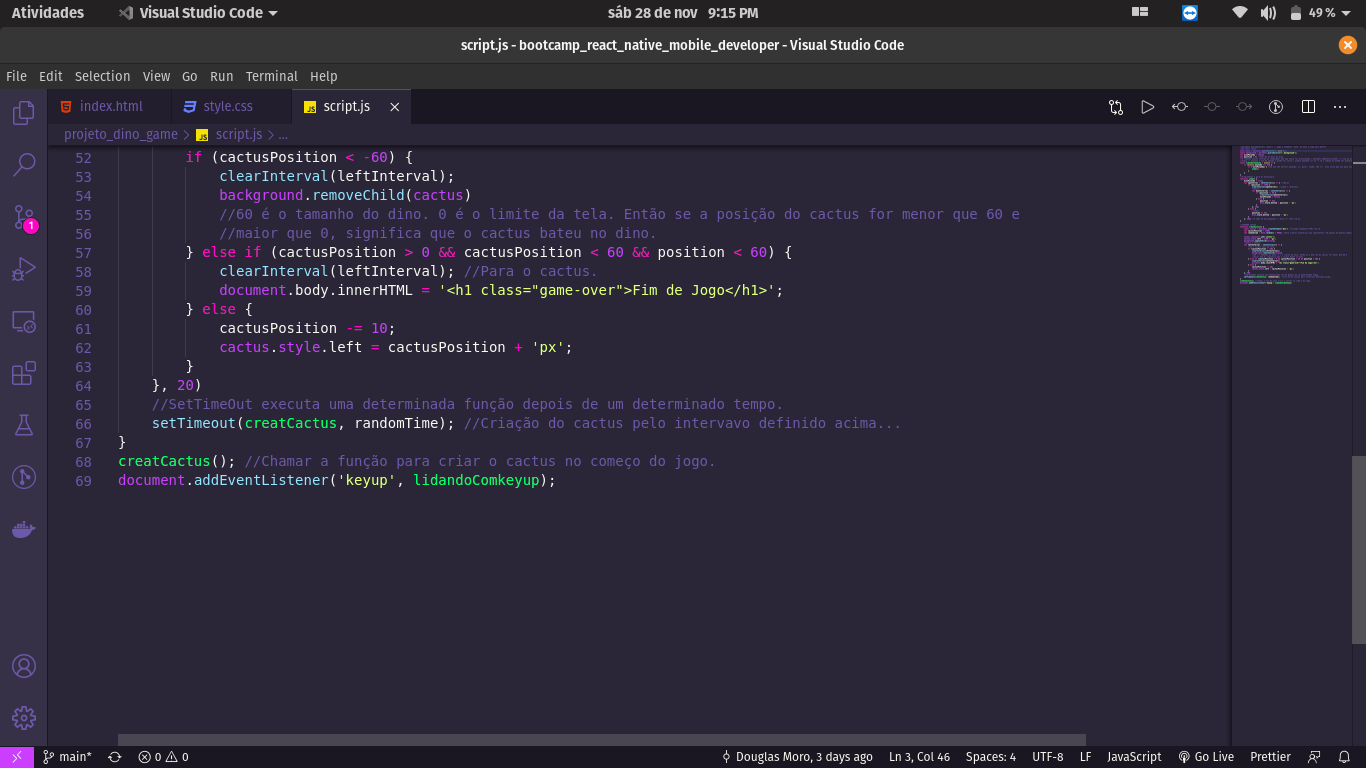 Atividades Visual Studio Code sáb 28 de nov 9:15 PM 49 %
script.js - bootcamp_react_native_mobile_developer - Visual Studio Code
File Edit Selection View Go Run Terminal Help
index.html style.css JS script.js
projeto_dino_game > JS script.js > ...
52 if (cactusPosition < -60) {
53 clearInterval(leftInterval);
54 background.removeChild(cactus)
55 //60 é o tamanho do dino. 0 é o limite da tela. Então se a posição do cactus for menor que 60 e
56 //maior que 0, significa que o cactus bateu no dino.
57 } else if (cactusPosition > 0 && cactusPosition < 60 && position < 60) {
58 clearInterval(leftInterval); //Para o cactus.
59 document.body.innerHTML = '<h1 class="game-over">Fim de Jogo</h1>';
60 } else {
61 cactusPosition -= 10;
62 cactus.style.left = cactusPosition + 'px';
63 }
64 }, 20)
65 //SetTimeOut executa uma determinada função depois de um determinado tempo.
66 setTimeout(creatCactus, randomTime); //Criação do cactus pelo intervavo definido acima...
67 }
68 creatCactus(); //Chamar a função para criar o cactus no começo do jogo.
69 document.addEventListener('keyup', lidandoComkeyup);
1
main* 0 0 Douglas Moro, 3 days ago Ln 3, Col 46 Spaces: 4 UTF-8 LF JavaScript Go Live Prettier